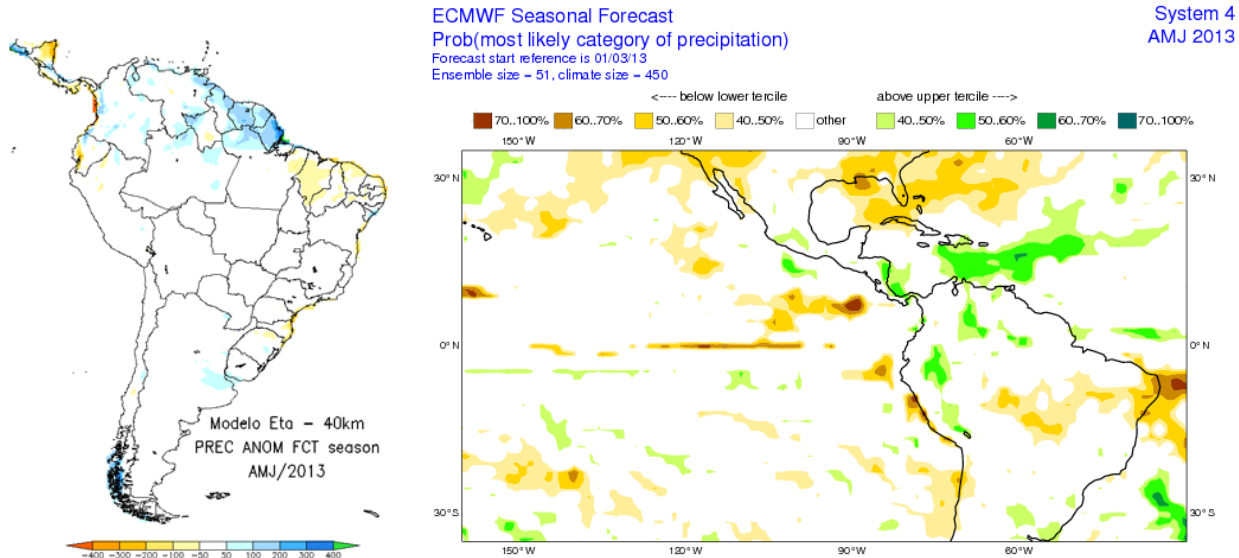 Modelo Eta – 40km
PREC ANOM FCT season
AMJ/2013
-400 -300 -200 -100 -50 50 100 200 300 400
ECMWF Seasonal Forecast
System 4
Prob(most likely category of precipitation)
AMJ 2013
Forecast start reference is 01/03/13
Ensemble size = 51, climate size = 450
<---- below lower tercile
above upper tercile ---->
70..100% 60..70% 50..60% 40..50% other 40..50% 50..60% 60..70% 70..100%
150°W 120°W 90°W 60°W
30°N 30°N
0°N 0°N
30°S 30°S
150°W 120°W 90°W 60°W